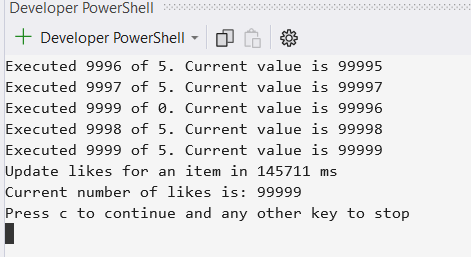 Developer PowerShell
+ Developer PowerShell
Executed 9996 of 5. Current value is 99995
Executed 9997 of 5. Current value is 99997
Executed 9999 of 0. Current value is 99996
Executed 9998 of 5. Current value is 99998
Executed 9999 of 5. Current value is 99999
Update likes for an item in 145711 ms
Current number of likes is: 99999
Press c to continue and any other key to stop